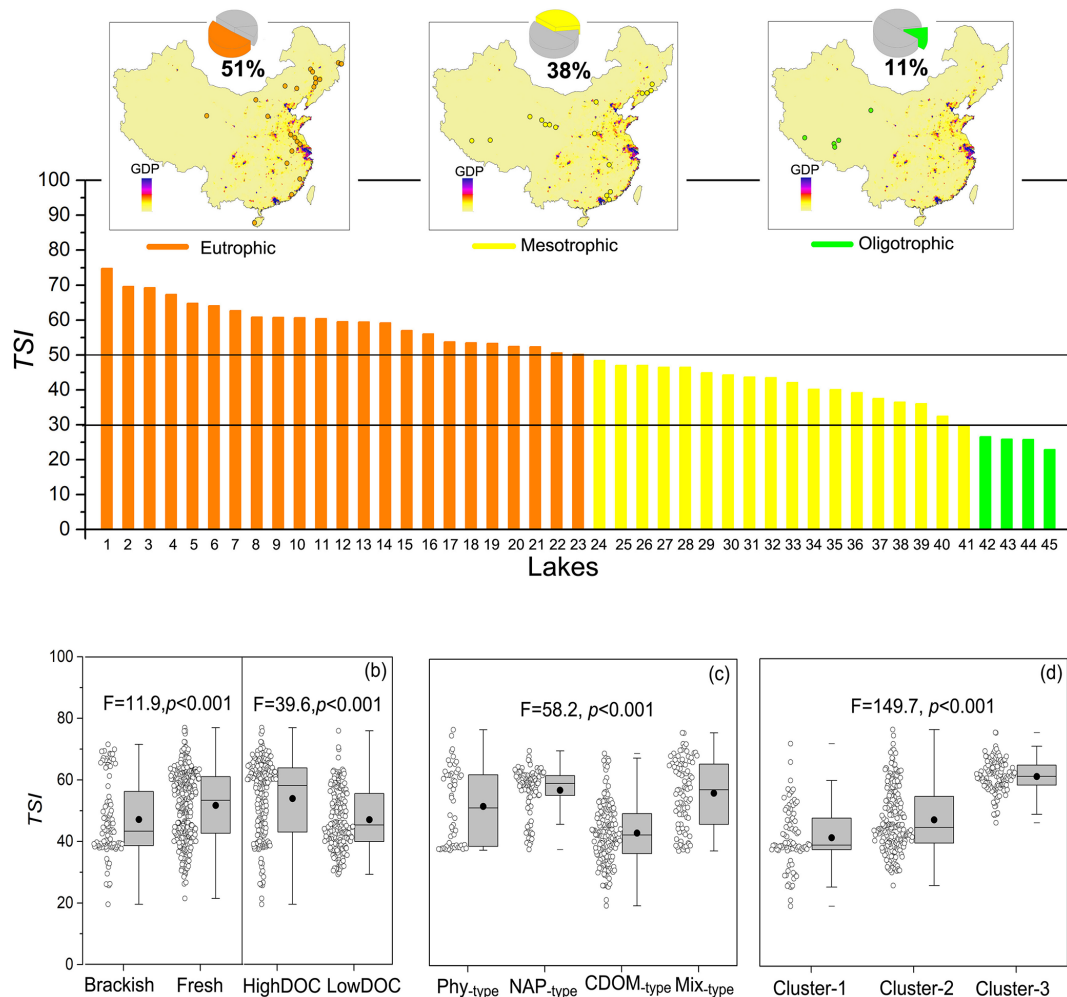 51%
38%
11%
GDP
GDP
GDP
Eutrophic
Mesotrophic
Oligotrophic
100
90
80
70
60
50
40
30
20
10
0
TSI
1 2 3 4 5 6 7 8 9 10 11 12 13 14 15 16 17 18 19 20 21 22 23 24 25 26 27 28 29 30 31 32 33 34 35 36 37 38 39 40 41 42 43 44 45
Lakes
100
80
60
40
20
0
TSI
(b)
F=11.9,p<0.001
F=39.6,p<0.001
Brackish Fresh HighDOC LowDOC
(c)
F=58.2, p<0.001
Phy-type NAP-type CDOM-type Mix-type
(d)
F=149.7, p<0.001
Cluster-1 Cluster-2 Cluster-3